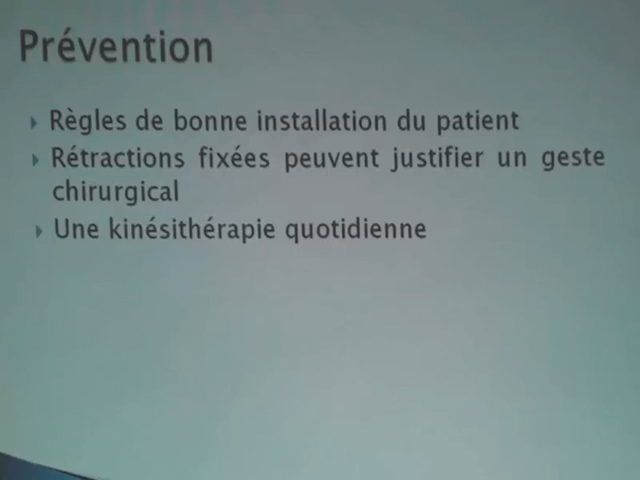 Prévention
Règles de bonne installation du patient
Rétractions fixées peuvent justifier un geste
chirurgical
Une kinésithérapie quotidienne